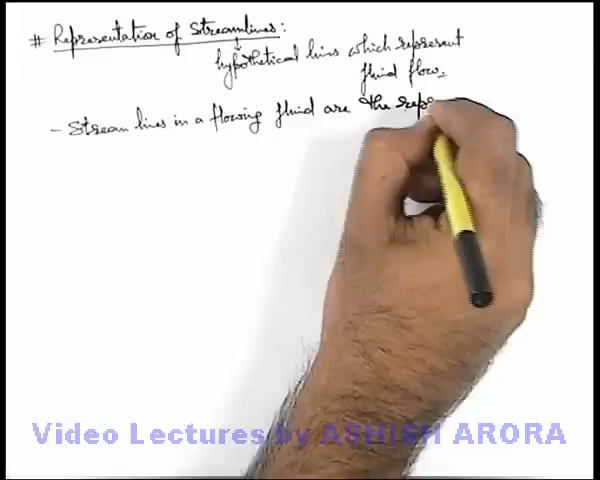 # Representation of Streamlines:
hypothetical lines which represent
fluid flow.
- Stream lines in a flowing fluid are the rep
Video Lectures by ASHISH ARORA